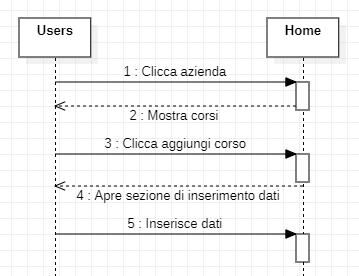 Users Home
1 : Clicca azienda
2 : Mostra corsi
3 : Clicca aggiungi corso
4 : Apre sezione di inserimento dati
5 : Inserisce dati